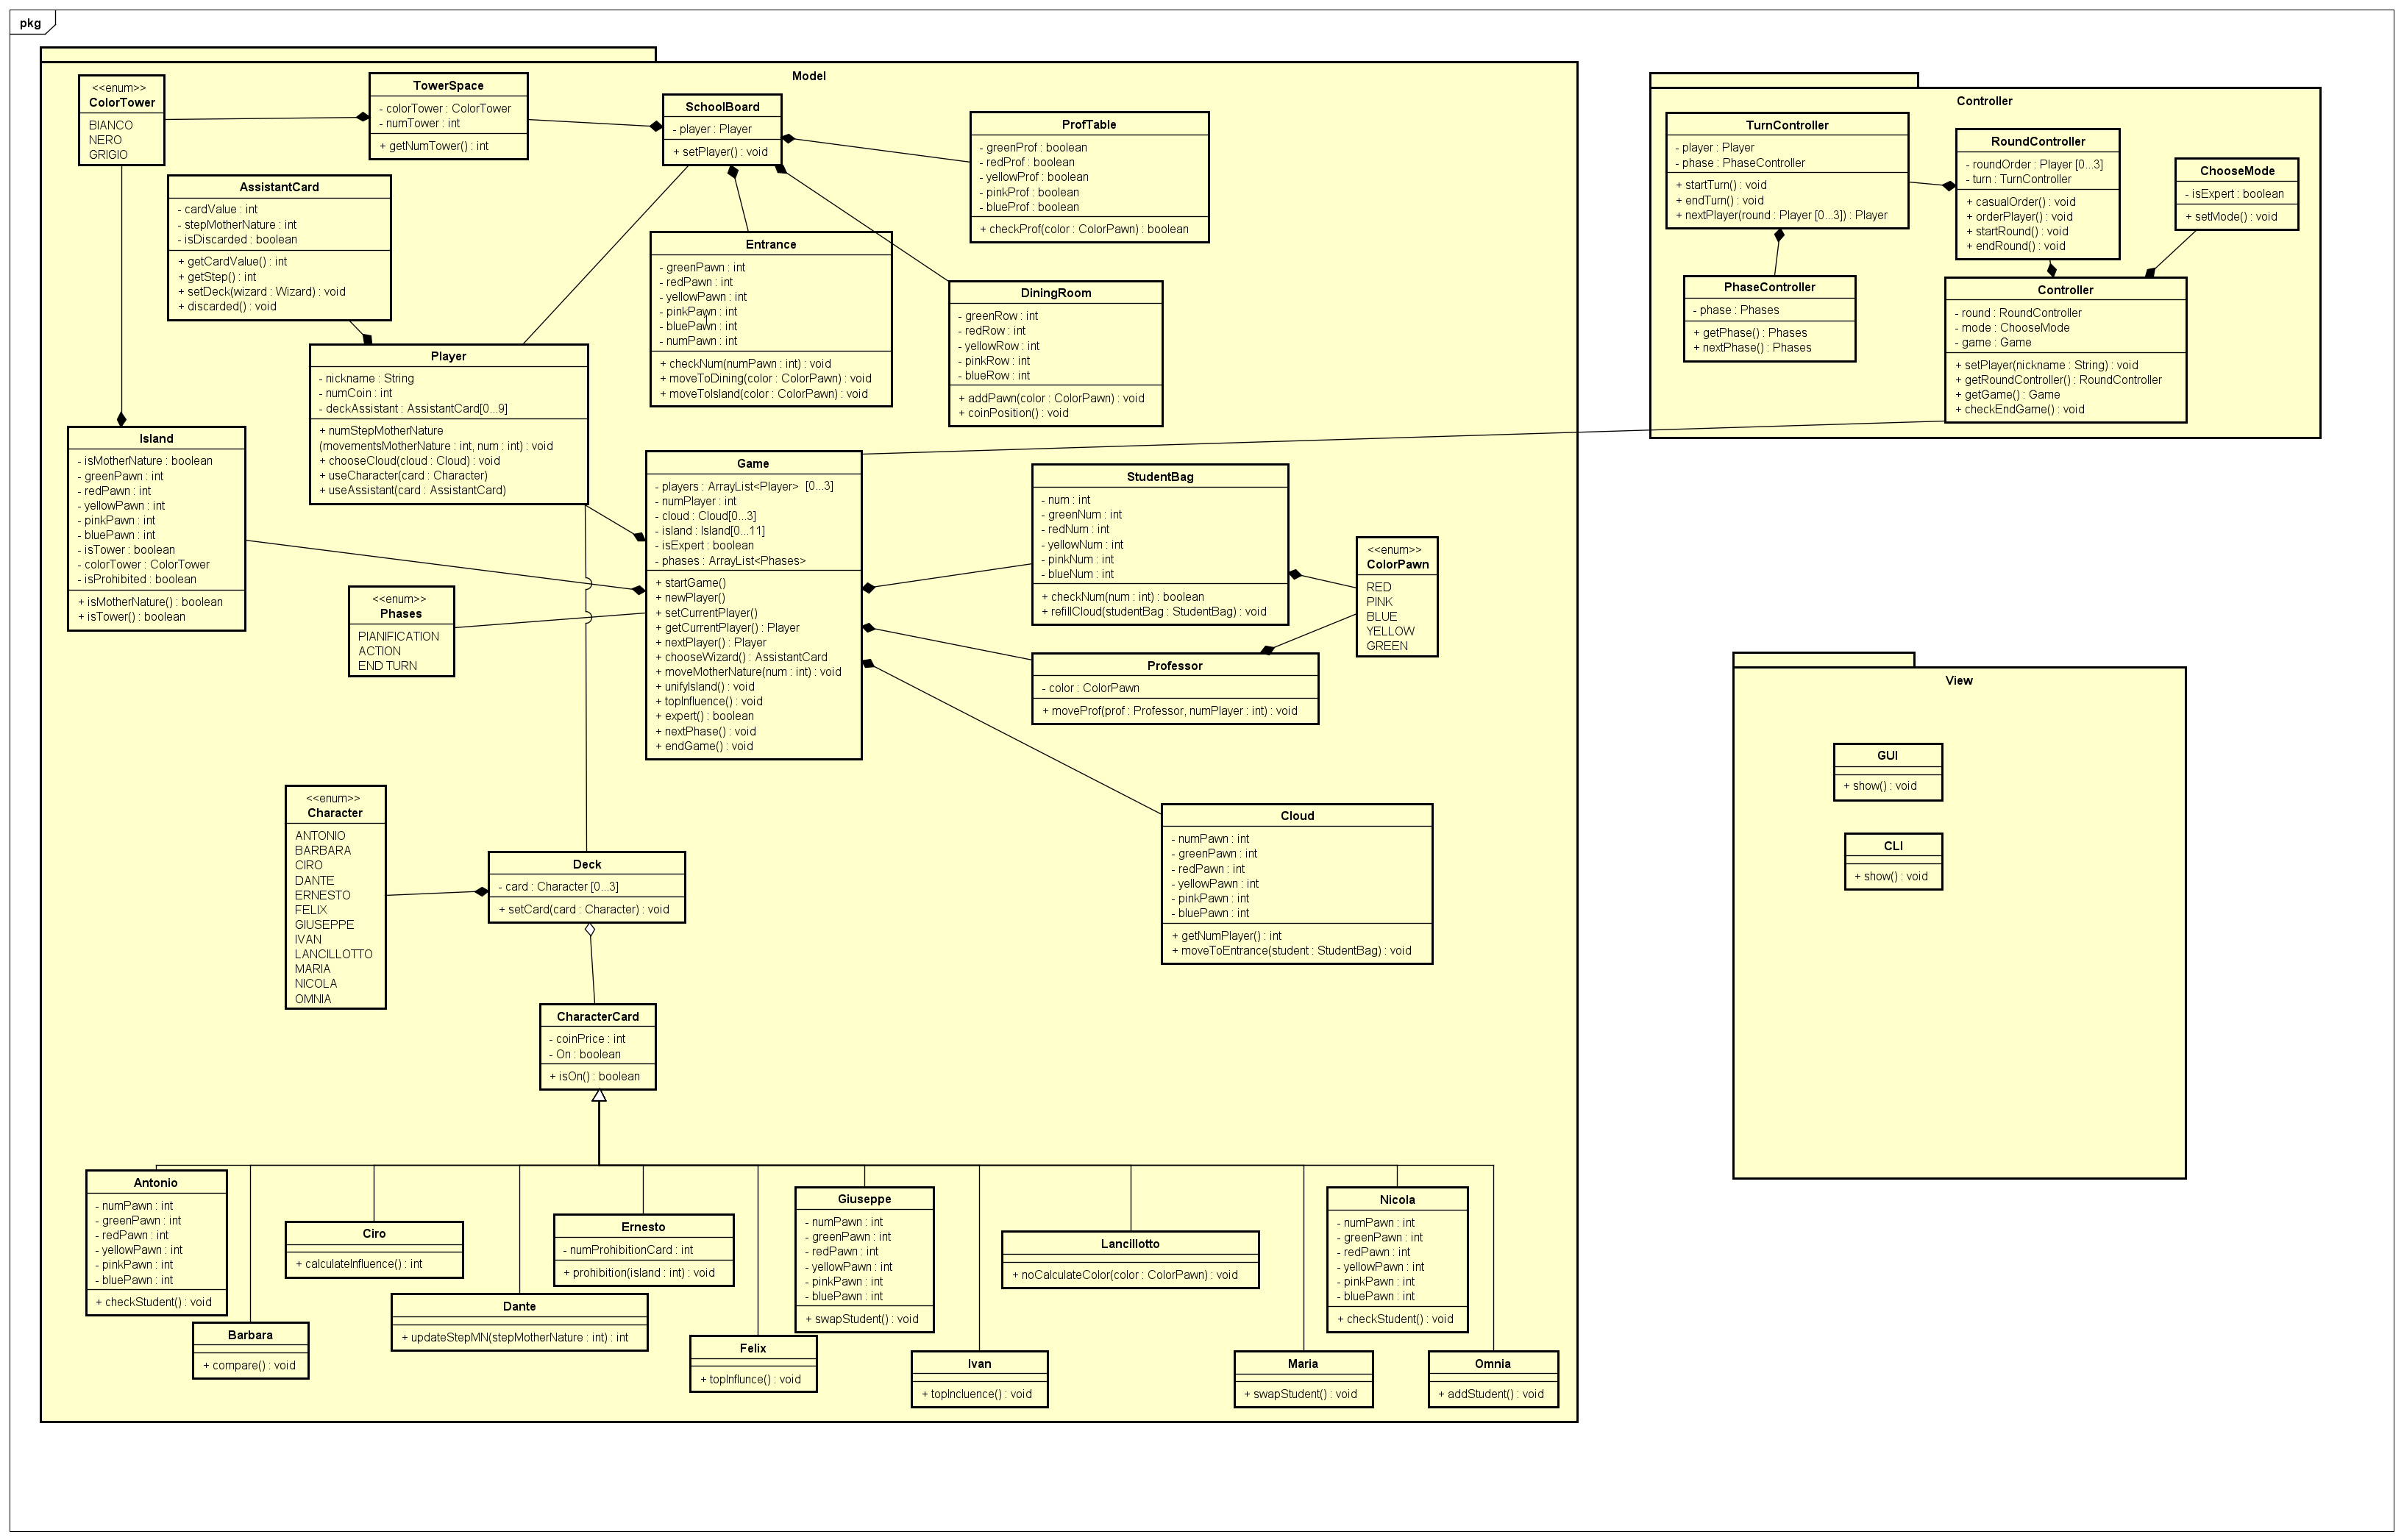 pkg
Model
<<enum>>
ColorTower
BIANCO
NERO
GRIGIO
TowerSpace
- colorTower : ColorTower
- numTower : int
+ getNumTower() : int
SchoolBoard
- player : Player
+ setPlayer() : void
ProfTable
- greenProf : boolean
- redProf : boolean
- yellowProf : boolean
- pinkProf : boolean
- blueProf : boolean
+ checkProf(color : ColorPawn) : boolean
AssistantCard
- cardValue : int
- stepMotherNature : int
- isDiscarded : boolean
+ getCardValue() : int
+ getStep() : int
+ setDeck(wizard : Wizard) : void
+ discarded() : void
Entrance
- greenPawn : int
- redPawn : int
- yellowPawn : int
- pinkPawn : int
- bluePawn : int
- numPawn : int
+ checkNum(numPawn : int) : void
+ moveToDining(color : ColorPawn) : void
+ moveToIsland(color : ColorPawn) : void
DiningRoom
- greenRow : int
- redRow : int
- yellowRow : int
- pinkRow : int
- blueRow : int
+ addPawn(color : ColorPawn) : void
+ coinPosition() : void
Player
- nickname : String
- numCoin : int
- deckAssistant : AssistantCard[0...9]
+ numStepMotherNature
(movementsMotherNature : int, num : int) : void
+ chooseCloud(cloud : Cloud) : void
+ useCharacter(card : Character)
+ useAssistant(card : AssistantCard)
Island
- isMotherNature : boolean
- greenPawn : int
- redPawn : int
- yellowPawn : int
- pinkPawn : int
- bluePawn : int
- isTower : boolean
- colorTower : ColorTower
- isProhibited : boolean
+ isMotherNature() : boolean
+ isTower() : boolean
Game
- players : ArrayList<Player> [0...3]
- numPlayer : int
- cloud : Cloud[0...3]
- island : Island[0...11]
- isExpert : boolean
- phases : ArrayList<Phases>
+ startGame()
+ newPlayer()
+ setCurrentPlayer()
+ getCurrentPlayer() : Player
+ nextPlayer() : Player
+ chooseWizard() : AssistantCard
+ moveMotherNature(num : int) : void
+ unifyIsland() : void
+ topInfluence() : void
+ expert() : boolean
+ nextPhase() : void
+ endGame() : void
StudentBag
- num : int
- greenNum : int
- redNum : int
- yellowNum : int
- pinkNum : int
- blueNum : int
+ checkNum(num : int) : boolean
+ refillCloud(studentBag : StudentBag) : void
<<enum>>
ColorPawn
RED
PINK
BLUE
YELLOW
GREEN
<<enum>>
Phases
PIANIFICATION
ACTION
END TURN
Professor
- color : ColorPawn
+ moveProf(prof : Professor, numPlayer : int) : void
<<enum>>
Character
ANTONIO
BARBARA
CIRO
DANTE
ERNESTO
FELIX
GIUSEPPE
IVAN
LANCILLOTTO
MARIA
NICOLA
OMNIA
Deck
- card : Character [0...3]
+ setCard(card : Character) : void
Cloud
- numPawn : int
- greenPawn : int
- redPawn : int
- yellowPawn : int
- pinkPawn : int
- bluePawn : int
+ getNumPlayer() : int
+ moveToEntrance(student : StudentBag) : void
CharacterCard
- coinPrice : int
- On : boolean
+ isOn() : boolean
Antonio
- numPawn : int
- greenPawn : int
- redPawn : int
- yellowPawn : int
- pinkPawn : int
- bluePawn : int
+ checkStudent() : void
Barbara
+ compare() : void
Ciro
+ calculateInfluence() : int
Dante
+ updateStepMN(stepMotherNature : int) : int
Ernesto
- numProhibitionCard : int
+ prohibition(island : int) : void
Felix
+ topInflunce() : void
Giuseppe
- numPawn : int
- greenPawn : int
- redPawn : int
- yellowPawn : int
- pinkPawn : int
- bluePawn : int
+ swapStudent() : void
Ivan
+ topIncluence() : void
Lancillotto
+ noCalculateColor(color : ColorPawn) : void
Maria
+ swapStudent() : void
Nicola
- numPawn : int
- greenPawn : int
- redPawn : int
- yellowPawn : int
- pinkPawn : int
- bluePawn : int
+ checkStudent() : void
Omnia
+ addStudent() : void
Controller
TurnController
- player : Player
- phase : PhaseController
+ startTurn() : void
+ endTurn() : void
+ nextPlayer(round : Player [0...3]) : Player
RoundController
- roundOrder : Player [0...3]
- turn : TurnController
+ casualOrder() : void
+ orderPlayer() : void
+ startRound() : void
+ endRound() : void
ChooseMode
- isExpert : boolean
+ setMode() : void
PhaseController
- phase : Phases
+ getPhase() : Phases
+ nextPhase() : Phases
Controller
- round : RoundController
- mode : ChooseMode
- game : Game
+ setPlayer(nickname : String) : void
+ getRoundController() : RoundController
+ getGame() : Game
+ checkEndGame() : void
View
GUI
+ show() : void
CLI
+ show() : void